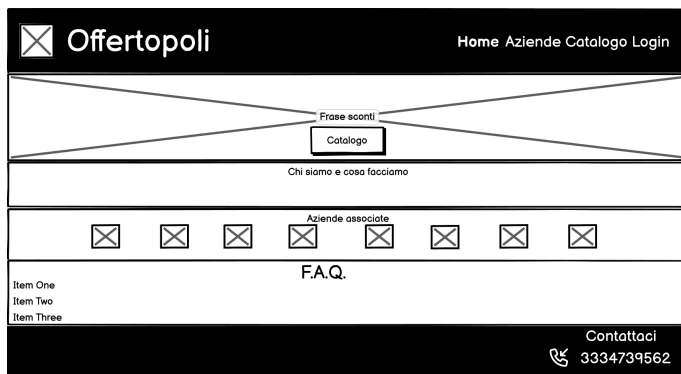 Offertopoli
Home Aziende Catalogo Login
Frase sconti
Catalogo
Chi siamo e cosa facciamo
Aziende associate
F.A.Q.
Item One
Item Two
Item Three
Contattaci
3334739562